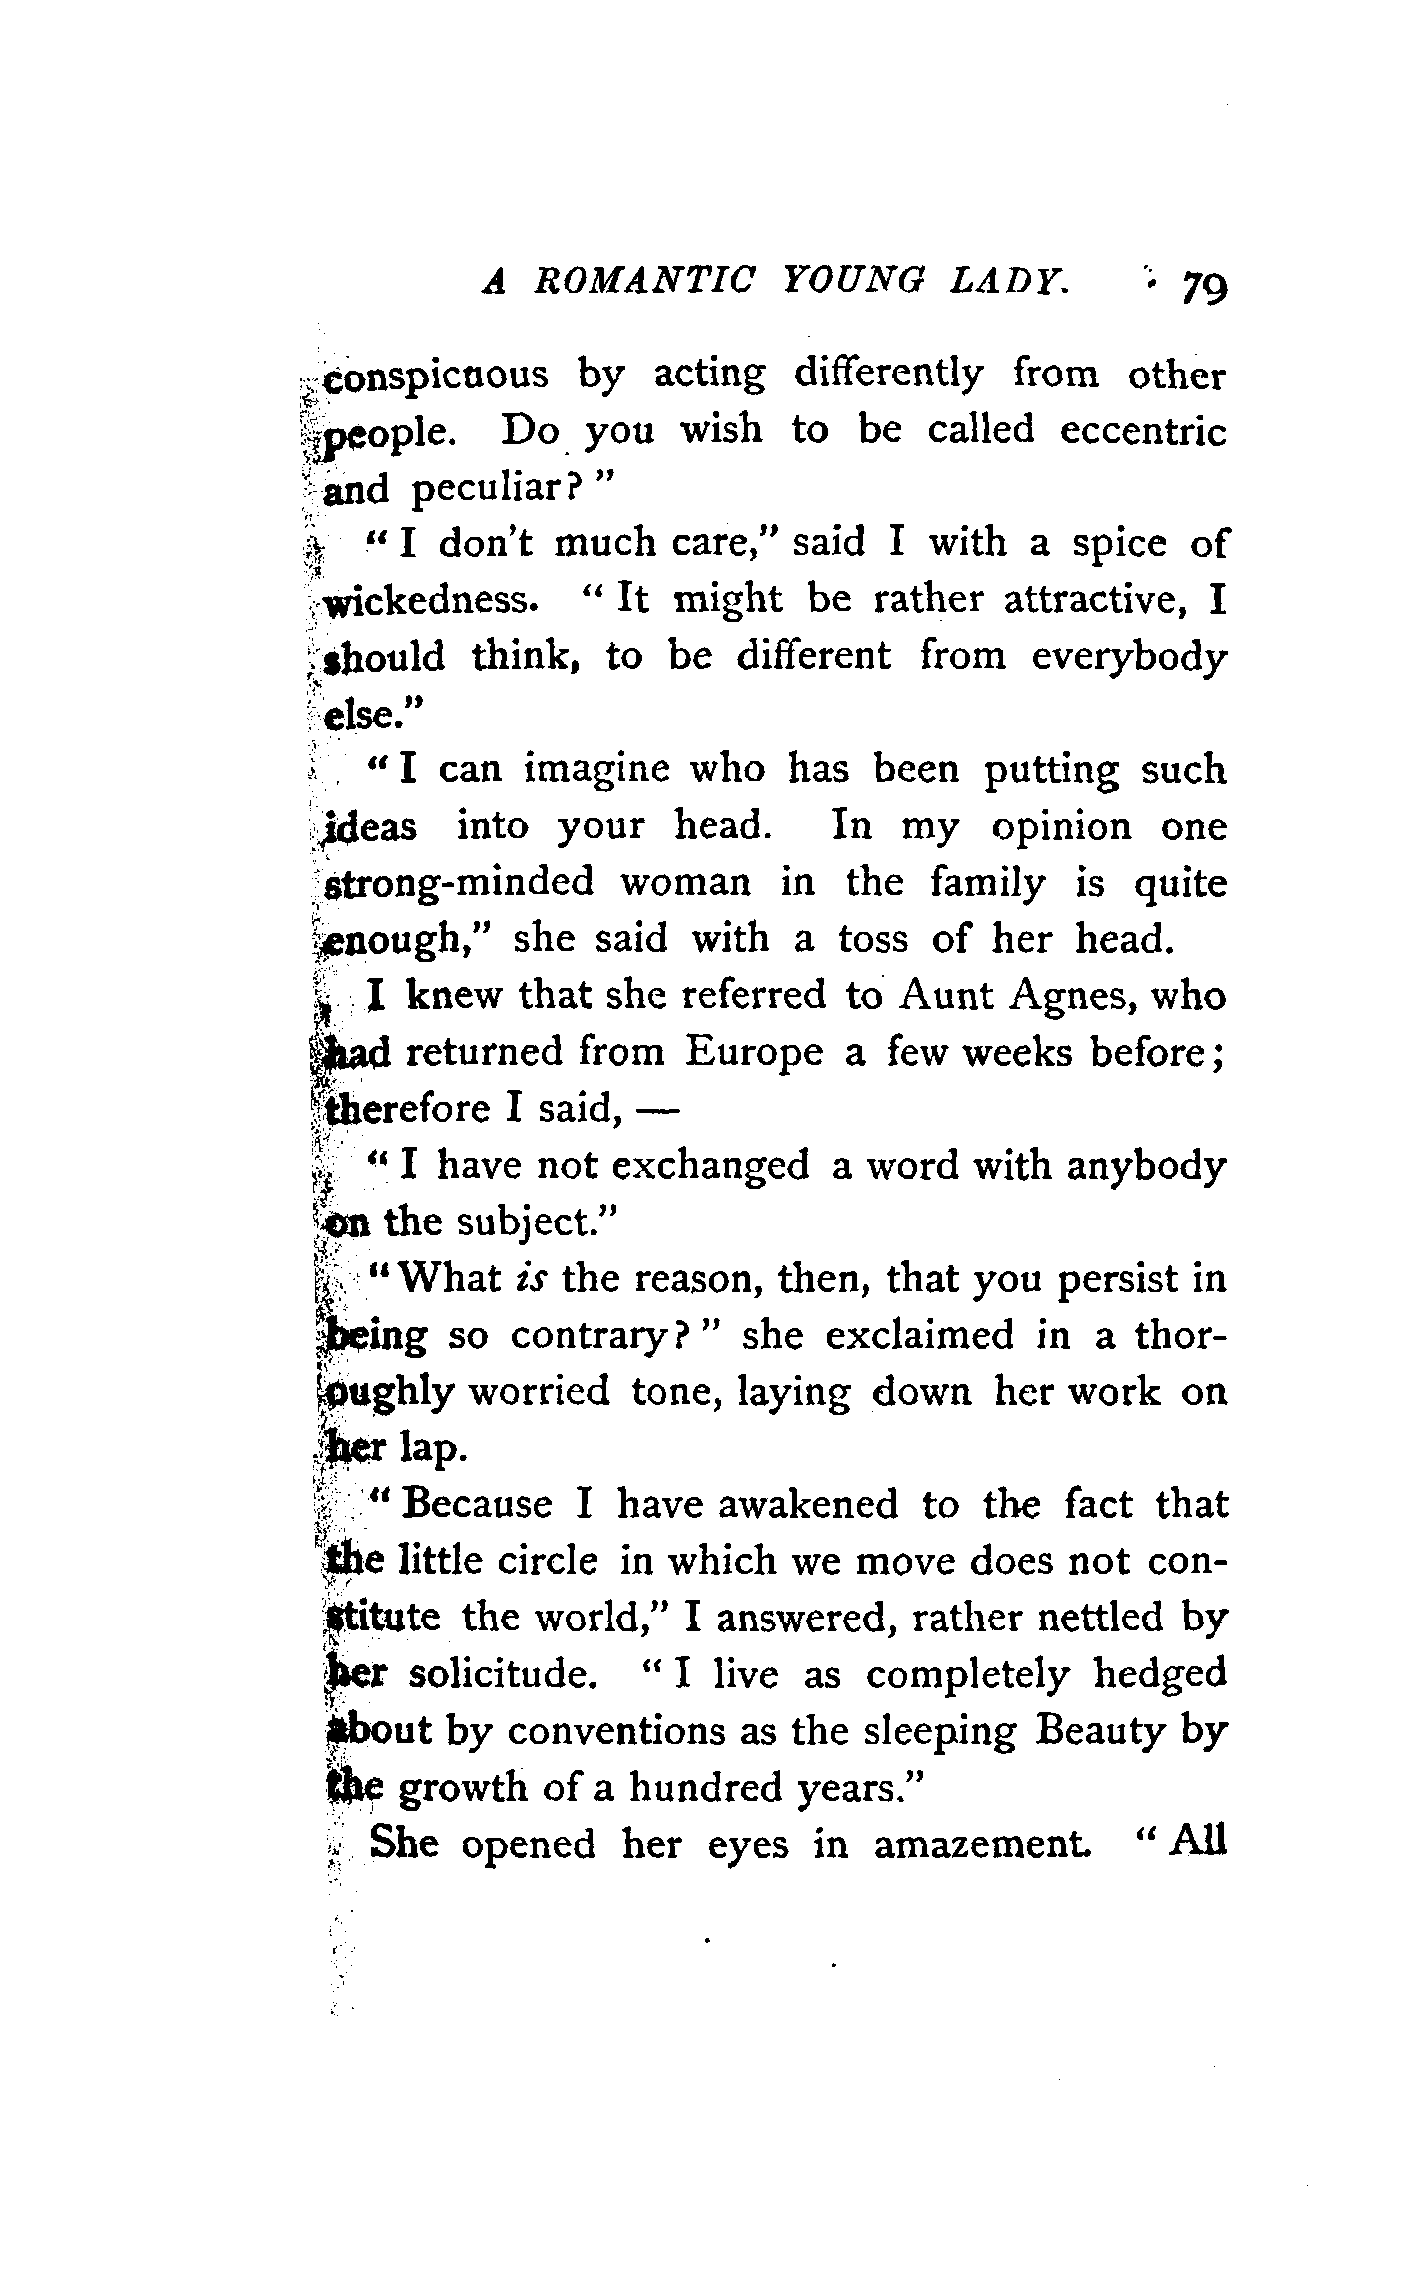 A ROMANTIC YOUNG LADY. 79
conspicuous by acting differently from other
people. Do you wish to be called eccentric
and peculiar? "
" I don't much care," said I with a spice of
wickedness. " It might be rather attractive, I
should think, to be different from everybody
else."
" I can imagine who has been putting such
ideas into your head. In my opinion one
strong-minded woman in the family is quite
enough," she said with a toss of her head.
I knew that she referred to Aunt Agnes, who
had returned from Europe a few weeks before;
therefore I said, —
" I have not exchanged a word with anybody
on the subject."
" What is the reason, then, that you persist in
being so contrary? " she exclaimed in a thor-
oughly worried tone, laying down her work on
her lap.
" Because I have awakened to the fact that
the little circle in which we move does not con-
stitute the world," I answered, rather nettled by
her solicitude. " I live as completely hedged
about by conventions as the sleeping Beauty by
the growth of a hundred years."
She opened her eyes in amazement. " All